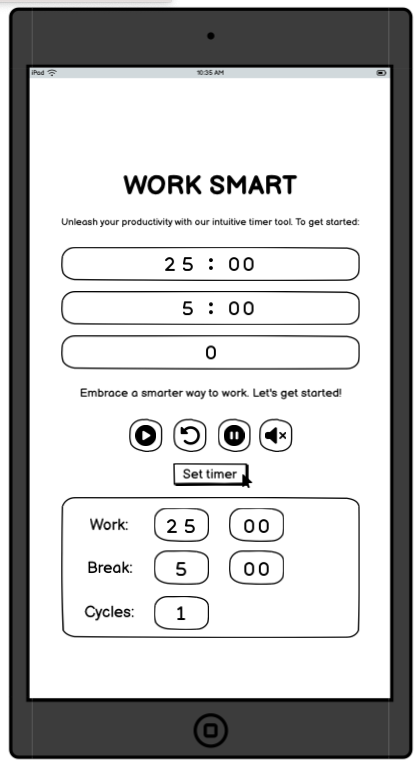 iPod 10:35 AM
WORK SMART
Unleash your productivity with our intuitive timer tool. To get started:
25 : 00
5 : 00
0
Embrace a smarter way to work. Let's get started!
Set timer
Work: 25 00
Break: 5 00
Cycles: 1